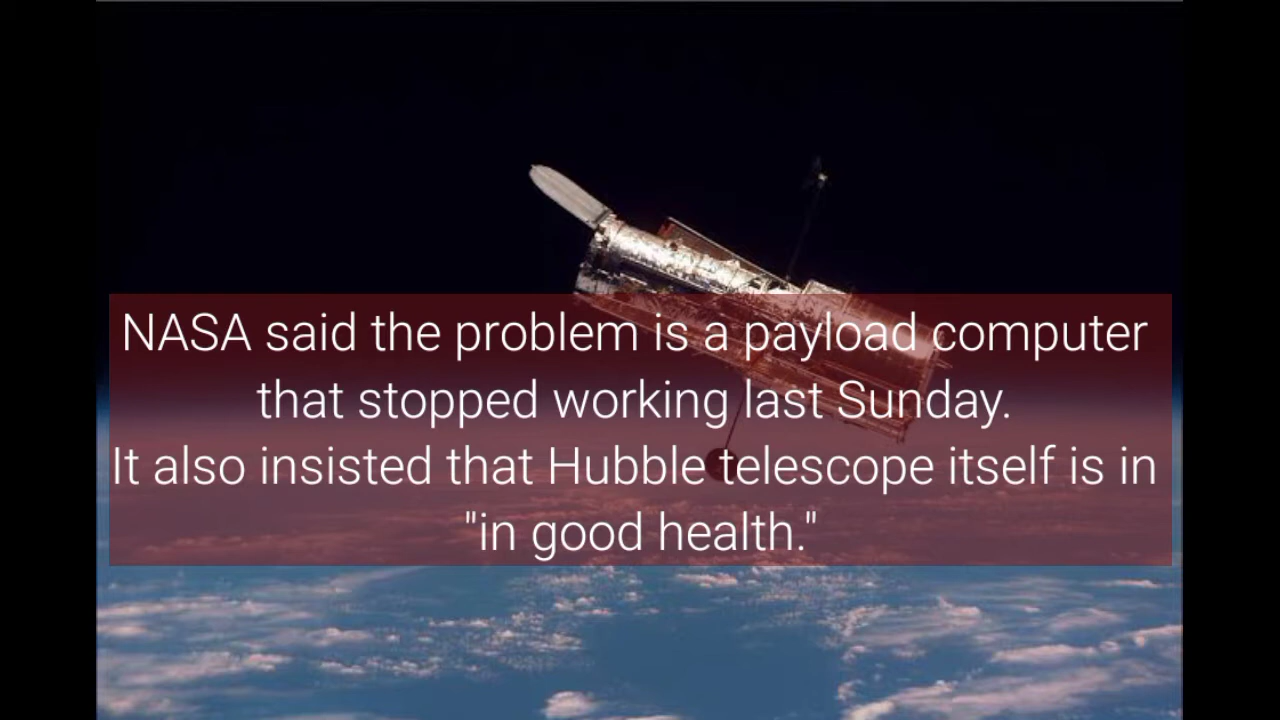 NASA said the problem is a payload computer
that stopped working last Sunday.
It also insisted that Hubble telescope itself is in
"in good health."